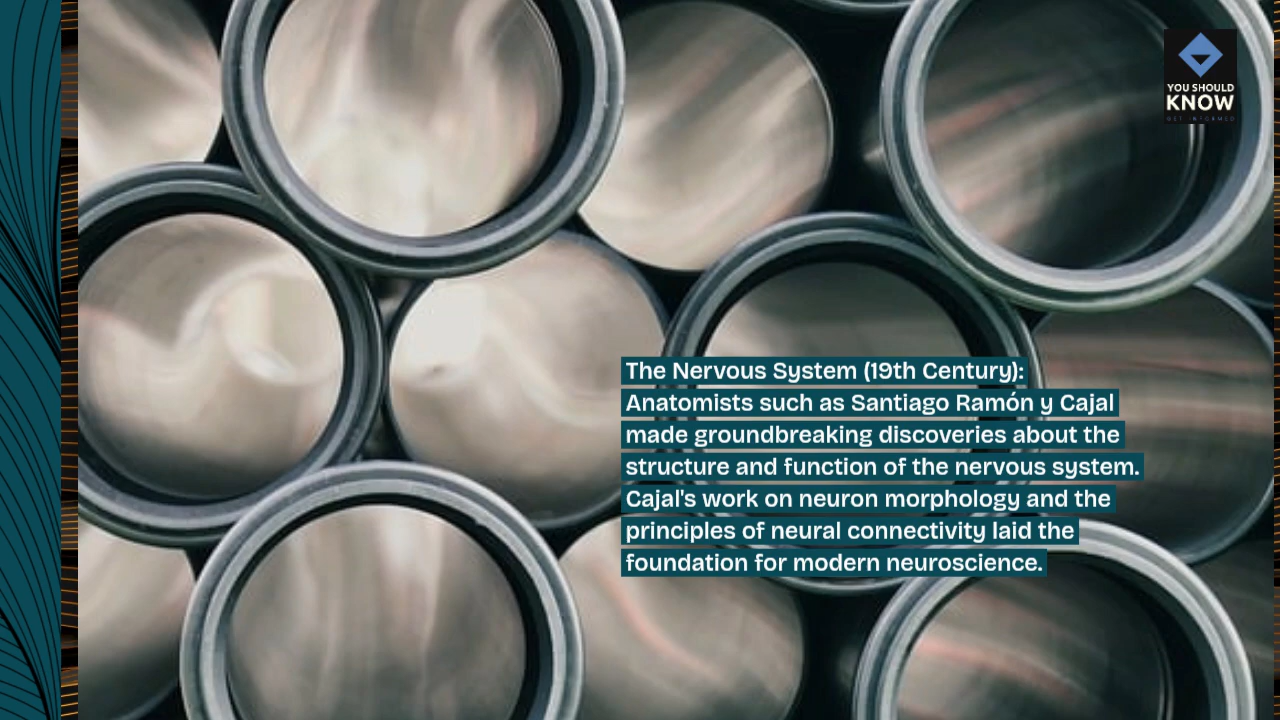 YOU SHOULD
KNOW
GET INFORMED
The Nervous System (19th Century):
Anatomists such as Santiago Ramón y Cajal
made groundbreaking discoveries about the
structure and function of the nervous system.
Cajal's work on neuron morphology and the
principles of neural connectivity laid the
foundation for modern neuroscience.